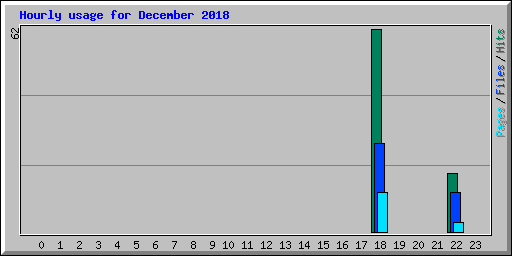 Hourly usage for December 2018
62
Pages/Files/Hits
0 1 2 3 4 5 6 7 8 9 10 11 12 13 14 15 16 17 18 19 20 21 22 23